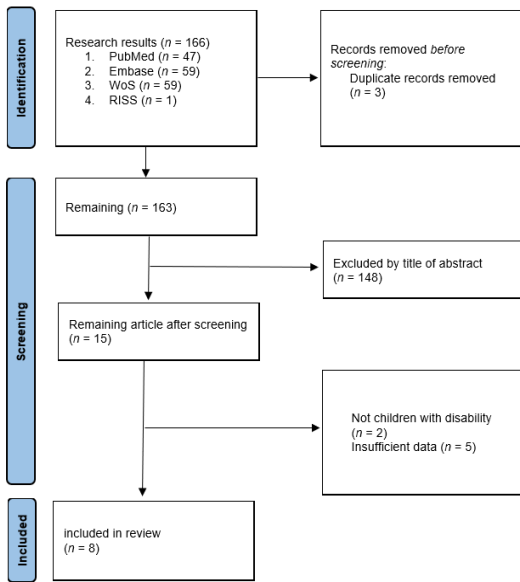 Identification
Research results (n = 166)
1. PubMed (n = 47)
2. Embase (n = 59)
3. WoS (n = 59)
4. RISS (n = 1)
Records removed before
screening:
Duplicate records removed
(n = 3)
Screening
Remaining (n = 163)
Excluded by title of abstract
(n = 148)
Remaining article after screening
(n = 15)
Not children with disability
(n = 2)
Insufficient data (n = 5)
Included
included in review
(n = 8)